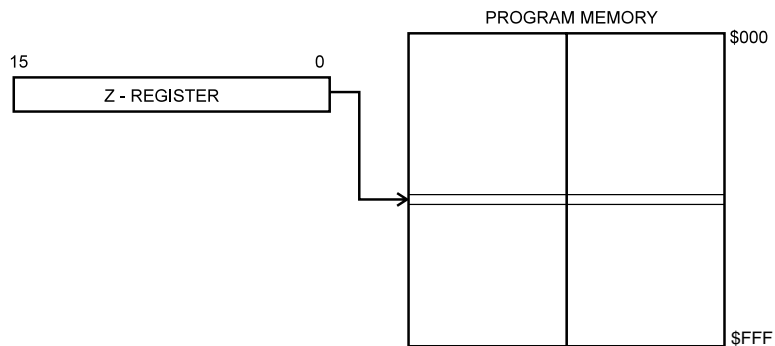 PROGRAM MEMORY
$000
15 0
Z - REGISTER
$FFF